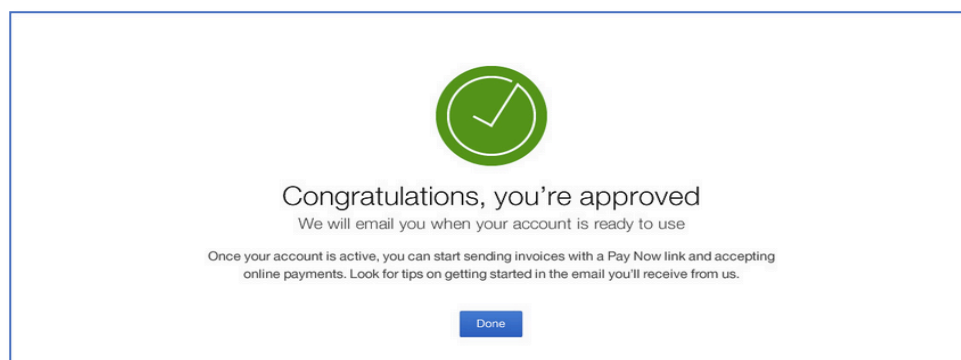 Congratulations, you're approved
We will email you when your account is ready to use
Once your account is active, you can start sending invoices with a Pay Now link and accepting
online payments. Look for tips on getting started in the email you'll receive from us.
Done